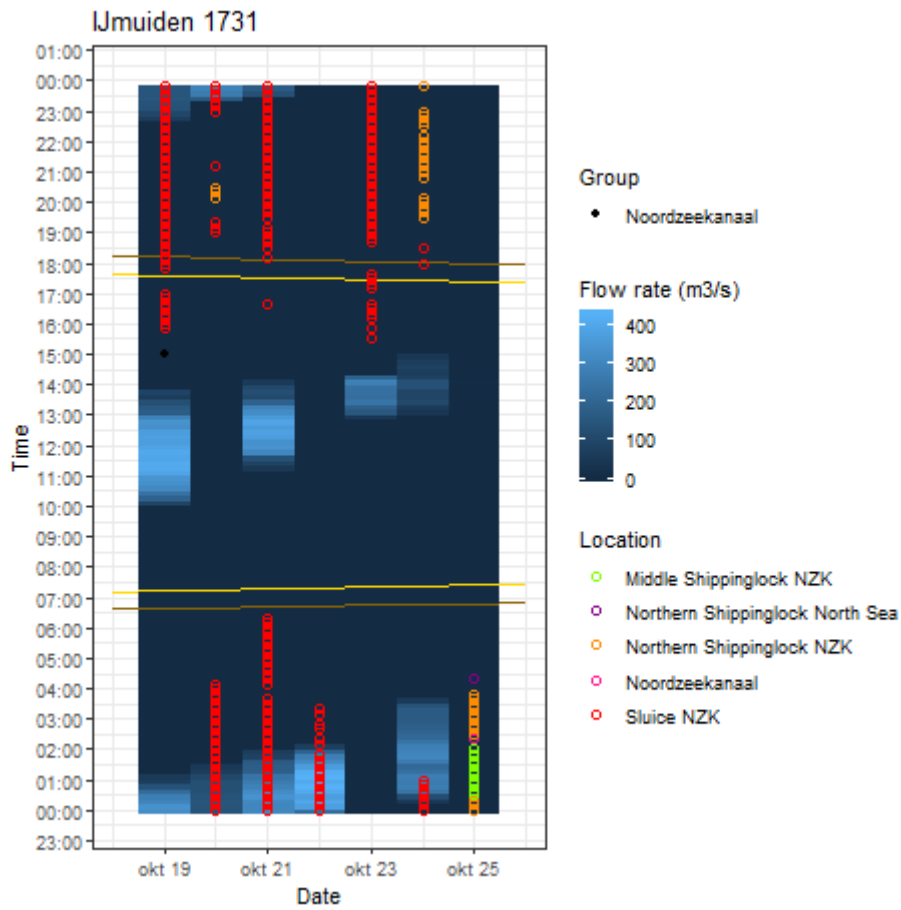 IJmuiden 1731
01:00
00:00
23:00
22:00
21:00
20:00
19:00
18:00
17:00
16:00
15:00
14:00
13:00
12:00
11:00
10:00
09:00
08:00
07:00
06:00
05:00
04:00
03:00
02:00
01:00
00:00
23:00
Time
okt 19
okt 21
okt 23
okt 25
Date
Group
Noordzeekanaal
Flow rate (m3/s)
400
300
200
100
0
Location
Middle Shippinglock NZK
Northern Shippinglock North Sea
Northern Shippinglock NZK
Noordzeekanaal
Sluice NZK